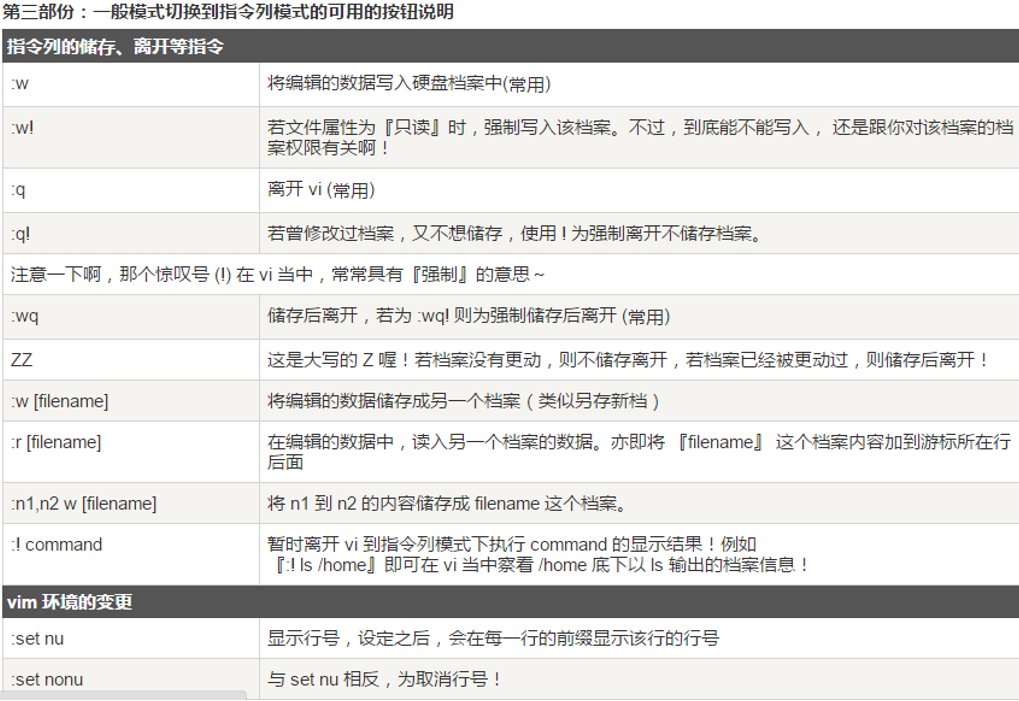 第三部份：一般模式切换到指令列模式的可用的按钮说明
指令列的储存、离开等指令
:w 将编辑的数据写入硬盘档案中(常用)
:w! 若文件属性为『只读』时，强制写入该档案。不过，到底能不能写入， 还是跟你对该档案的档
案权限有关啊！
:q 离开 vi (常用)
:q! 若曾修改过档案，又不想储存，使用 ! 为强制离开不储存档案。
注意一下啊，那个惊叹号 (!) 在 vi 当中，常常具有『强制』的意思～
:wq 储存后离开，若为 :wq! 则为强制储存后离开 (常用)
ZZ 这是大写的 Z 喔！若档案没有更动，则不储存离开，若档案已经被更动过，则储存后离开！
:w [filename] 将编辑的数据储存成另一个档案（类似另存新档）
:r [filename] 在编辑的数据中，读入另一个档案的数据。亦即将 『filename』 这个档案内容加到游标所在行
后面
:n1,n2 w [filename] 将 n1 到 n2 的内容储存成 filename 这个档案。
:! command 暂时离开 vi 到指令列模式下执行 command 的显示结果！例如
『:! ls /home』即可在 vi 当中察看 /home 底下以 ls 输出的档案信息！
vim 环境的变更
:set nu 显示行号，设定之后，会在每一行的前缀显示该行的行号
:set nonu 与 set nu 相反，为取消行号！